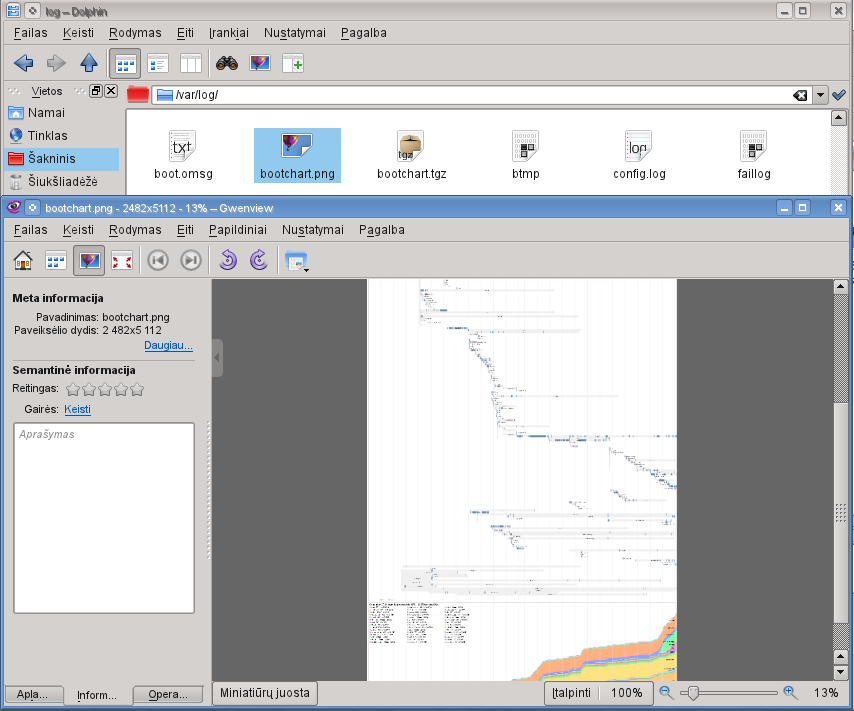 log – Dolphin
Failas Keisti Rodymas Eiti Įrankiai Nustatymai Pagalba
Vietos
/var/log/
Namai
Tinklas
Šakninis
Šiukšliadėžė
txt
tgz
log
boot.omsg bootchart.png bootchart.tgz btmp config.log faillog
bootchart.png - 2482x5112 - 13% – Gwenview
Failas Keisti Rodymas Eiti Papildiniai Nustatymai Pagalba
Meta informacija
Pavadinimas: bootchart.png
Paveikslėlio dydis: 2 482x5 112
Daugiau...
Semantinė informacija
Reitingas:
Gairės: Keisti
Aprašymas
Apla... Inform... Opera... Miniatiūrų juosta Įtalpinti 100% 13%